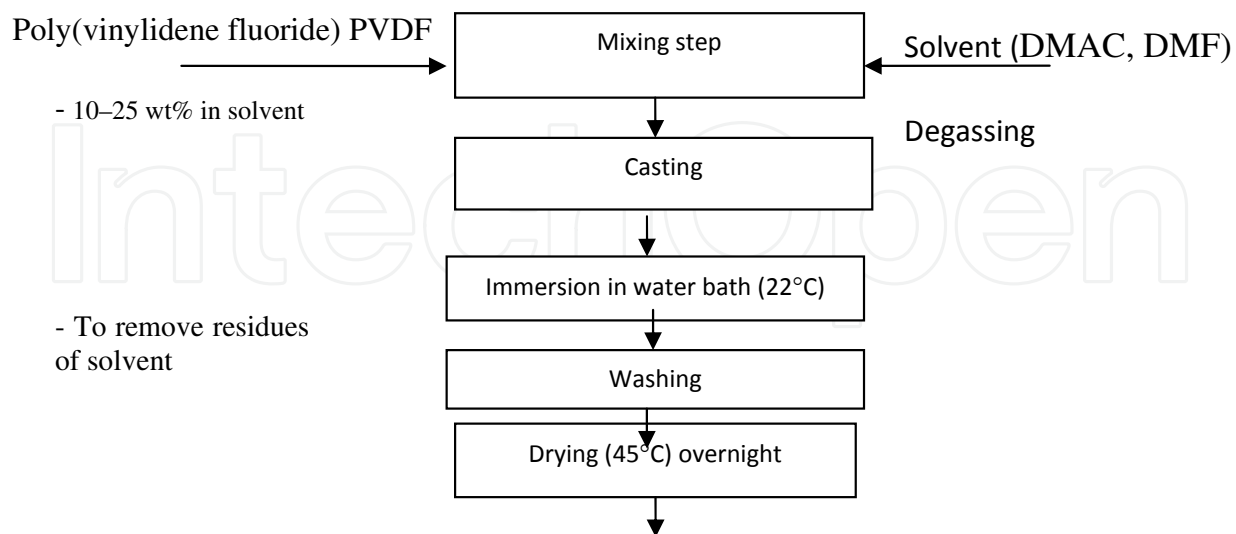 Poly(vinylidene fluoride) PVDF
Mixing step
Solvent (DMAC, DMF)
- 10–25 wt% in solvent
Degassing
Casting
IntechOpen
Immersion in water bath (22°C)
- To remove residues
of solvent
Washing
Drying (45°C) overnight